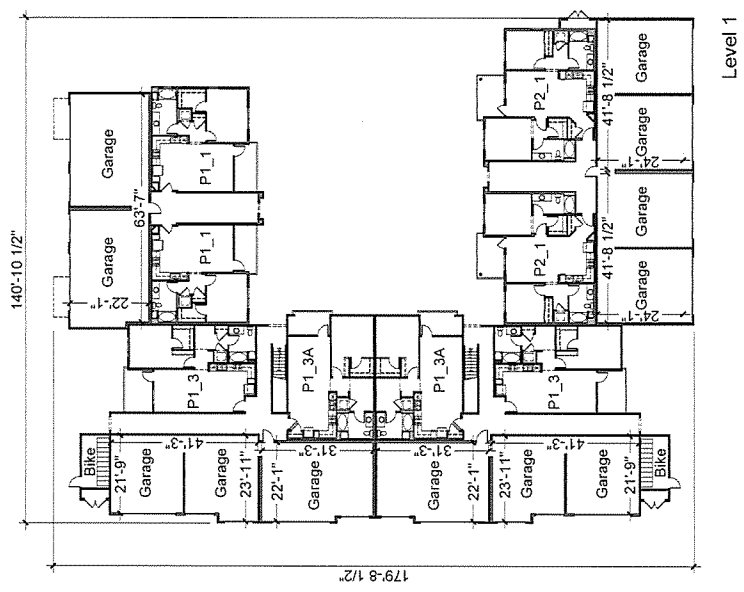 Level 1
Garage
Garage
Garage
Garage
41'-8 1/2"
41'-8 1/2"
24'-1"
24'-1"
P2_1
P2_1
Garage
Garage
63'-7"
22'-1"
P1_1
P1_1
140'-10 1/2"
P1_3
P1_3A
P1_3A
P1_3
Bike
21'-9"
41'-3"
Garage
Garage
23'-11"
22'-1"
31'-3"
Garage
31'-3"
Garage
22'-1"
23'-11"
41'-3"
Garage
Garage
21'-9"
Bike
179'-8 1/2"